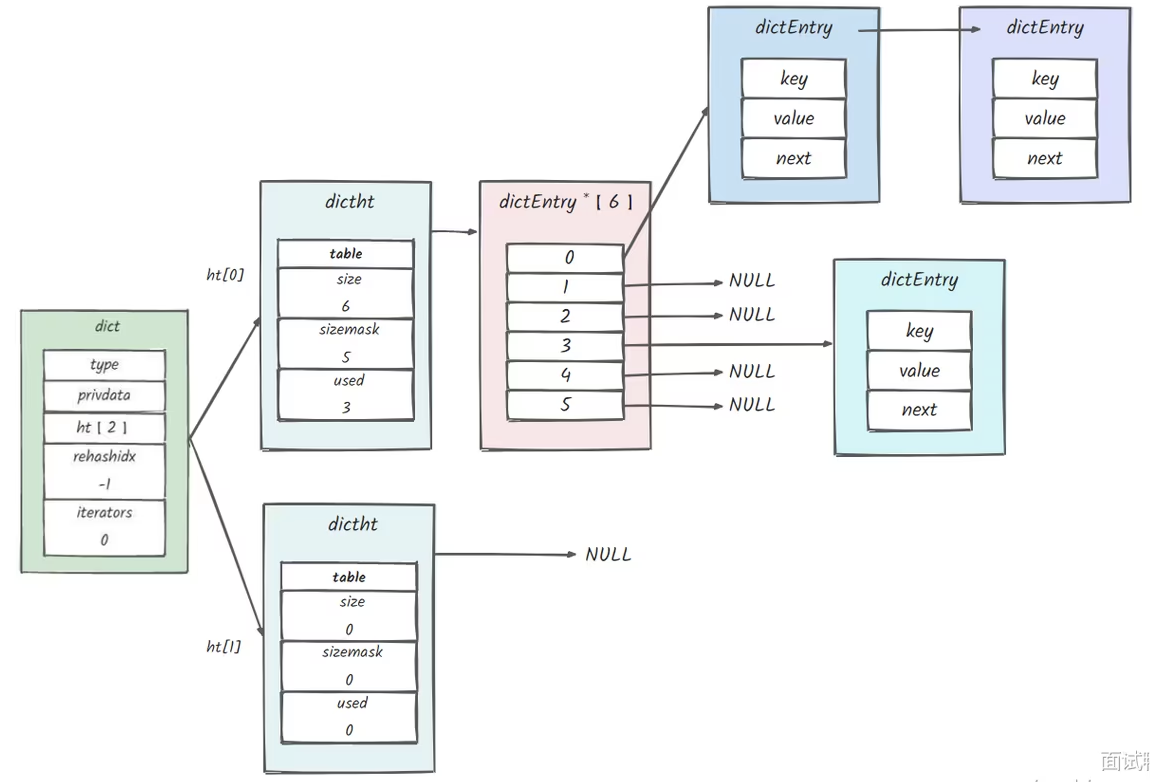 dictEntry
key
value
next
dictEntry
key
value
next
dictht
table
size
6
sizemask
5
used
3
ht[0]
dictEntry * [ 6 ]
0
1
2
3
4
5
NULL
NULL
NULL
NULL
dictEntry
key
value
next
dict
type
privdata
ht [ 2 ]
rehashidx
-1
iterators
0
dictht
table
size
0
sizemask
0
used
0
ht[1]
NULL
面试